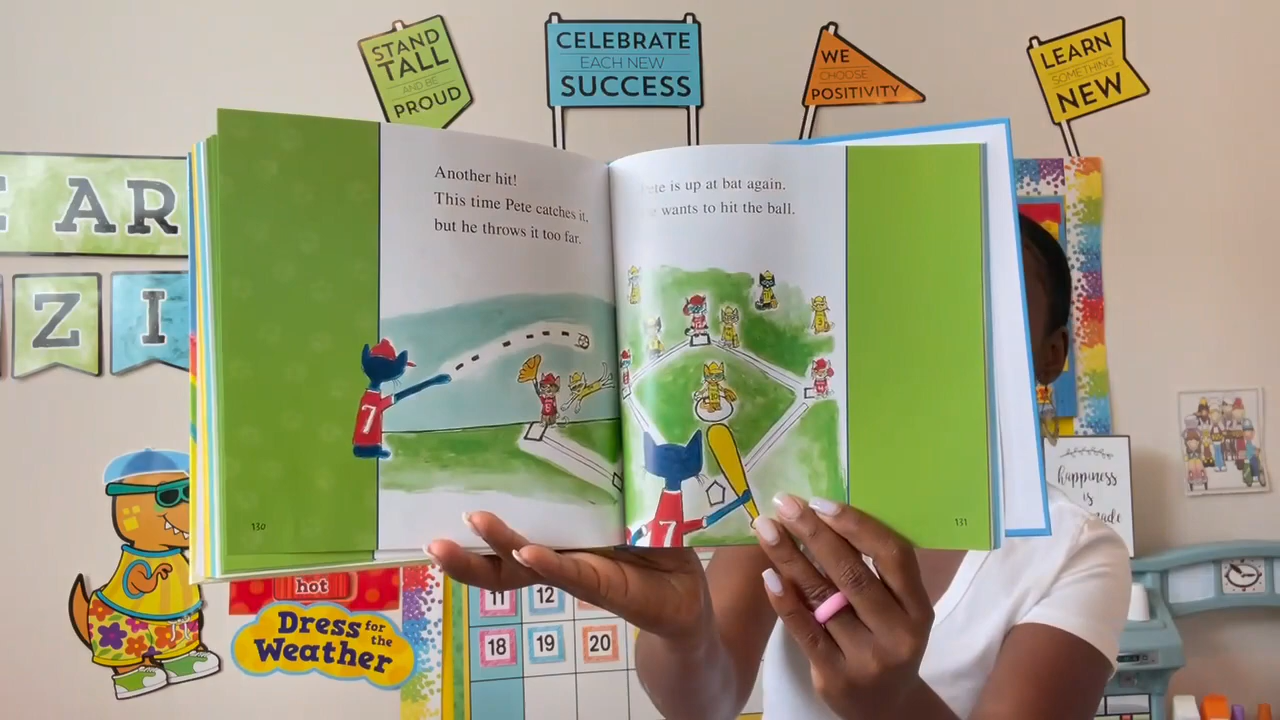 STAND
TALL
AND BE
PROUD
CELEBRATE
EACH NEW
SUCCESS
WE
CHOOSE
POSITIVITY
LEARN
SOMETHING
NEW
AR
Z I
Another hit!
This time Pete catches it,
but he throws it too far.
7
130
is up at bat again.
wants to hit the ball.
7
131
hot
Dress for
the
Weather
11 12
18 19 20
happiness
is